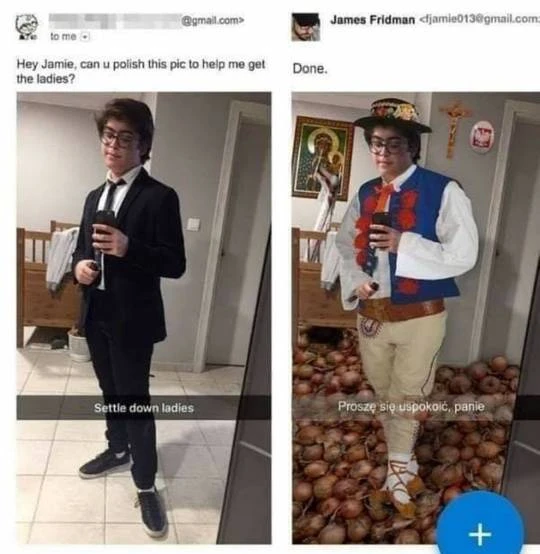 @gmail.com>
to me
Hey Jamie, can u polish this pic to help me get
the ladies?
Settle down ladies
James Fridman <fjamie013@gmail.com>
Done.
Proszę się uspokoić, panie